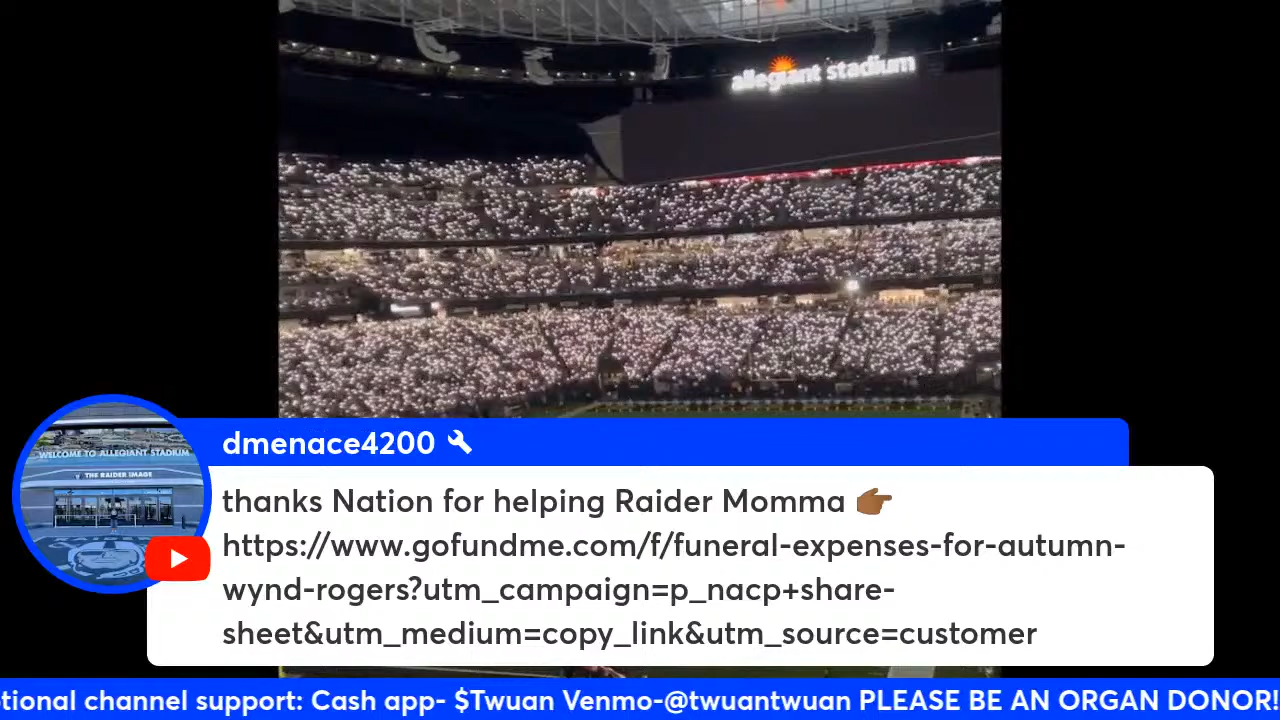 allegiant stadium
dmenace4200
WELCOME TO ALLEGIANT STADIUM
THE RAIDER IMAGE
thanks Nation for helping Raider Momma 👉🏾
https://www.gofundme.com/f/funeral-expenses-for-autumn-
wynd-rogers?utm_campaign=p_nacp+share-
sheet&utm_medium=copy_link&utm_source=customer
tional channel support: Cash app- $Twuan Venmo-@twuantwuan PLEASE BE AN ORGAN DONOR!